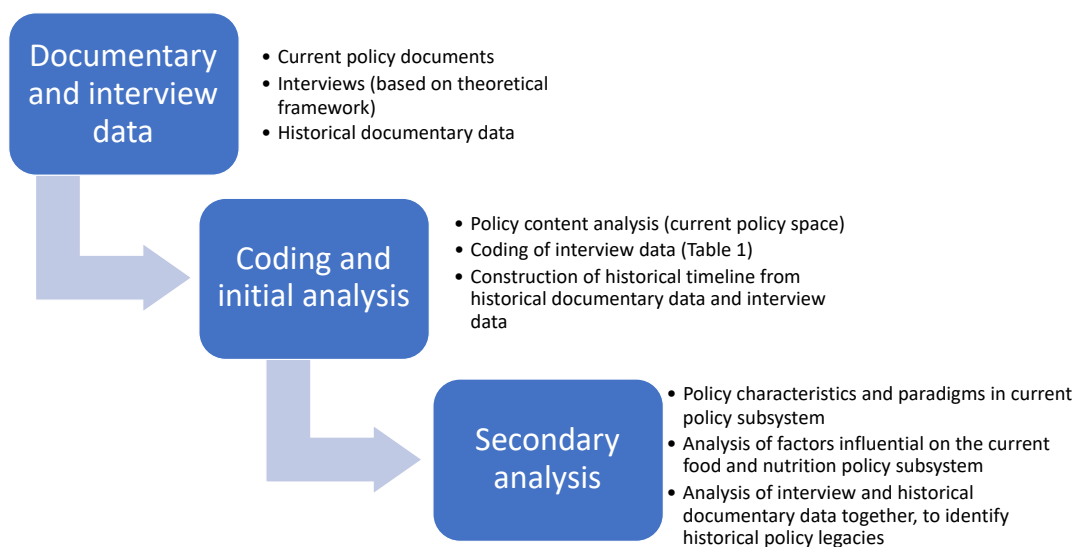 Documentary
and interview
data
• Current policy documents
• Interviews (based on theoretical
framework)
• Historical documentary data
Coding and
initial analysis
• Policy content analysis (current policy space)
• Coding of interview data (Table 1)
• Construction of historical timeline from
historical documentary data and interview
data
Secondary
analysis
• Policy characteristics and paradigms in current
policy subsystem
• Analysis of factors influential on the current
food and nutrition policy subsystem
• Analysis of interview and historical
documentary data together, to identify
historical policy legacies